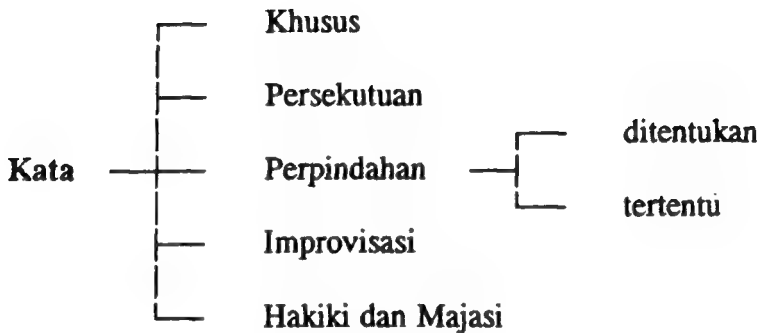 Khusus
Persekutuan
ditentukan
Kata
Perpindahan
tertentu
Improvisasi
Hakiki dan Majasi